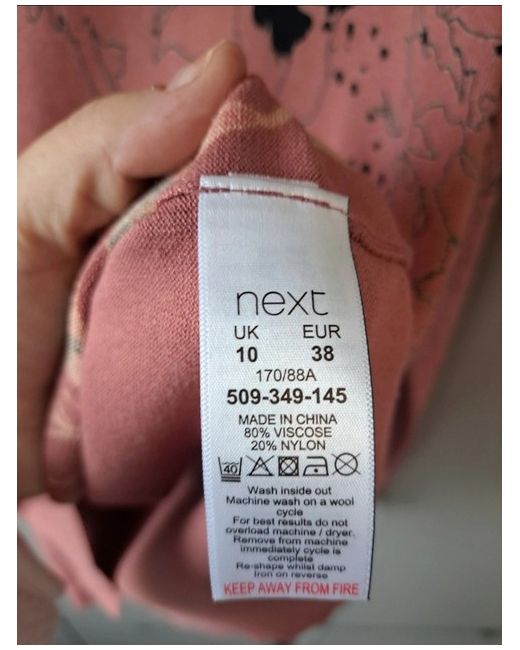 next
UK EUR
10 38
170/88A
509-349-145
MADE IN CHINA
80% VISCOSE
20% NYLON
40
Wash inside out
Machine wash on a wool
cycle
For best results do not
overload machine / dryer.
Remove from machine
immediately cycle is
complete
Re-shape whilst damp
Iron on reverse
KEEP AWAY FROM FIRE